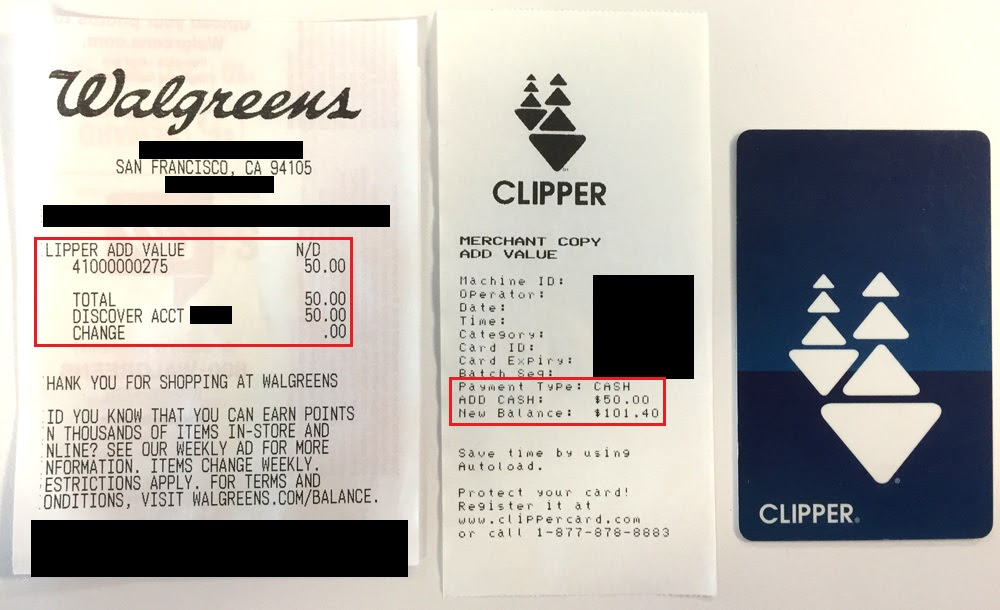 Walgreens
SAN FRANCISCO, CA 94105
LIPPER ADD VALUE N/D
41000000275 50.00
TOTAL 50.00
DISCOVER ACCT 50.00
CHANGE .00
HANK YOU FOR SHOPPING AT WALGREENS
ID YOU KNOW THAT YOU CAN EARN POINTS
N THOUSANDS OF ITEMS IN-STORE AND
NLINE? SEE OUR WEEKLY AD FOR MORE
NFORMATION. ITEMS CHANGE WEEKLY.
ESTRICTIONS APPLY. FOR TERMS AND
ONDITIONS, VISIT WALGREENS.COM/BALANCE.
CLIPPER
MERCHANT COPY
ADD VALUE
Machine ID:
Operator:
Date:
Time:
Category:
Card ID:
Card Expiry:
Batch Seq:
Payment Type: CASH
ADD CASH: $50.00
New Balance: $101.40
Save time by using
Autoload.
Protect your card!
Register it at
www.clippercard.com
or call 1-877-878-8883
CLIPPER®